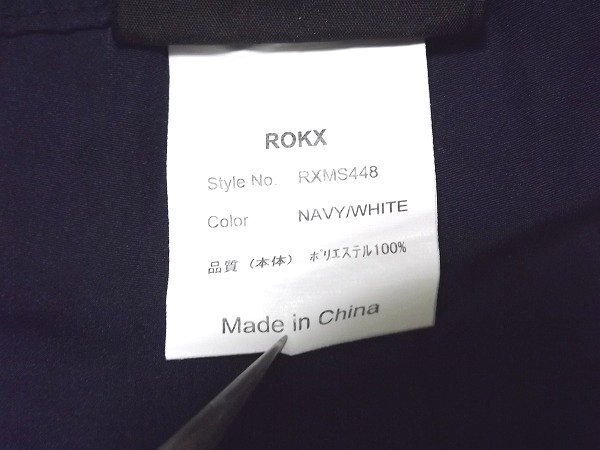 ROKX
Style No. RXMS448
Color NAVY/WHITE
品質 (本体) ポリエステル100%
Made in China